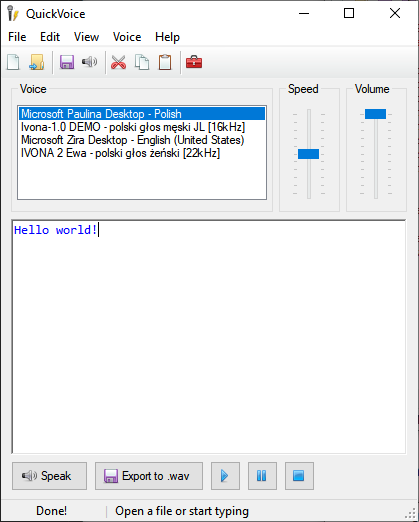 QuickVoice
File Edit View Voice Help
Voice
Speed
Volume
Microsoft Paulina Desktop - Polish
Ivona-1.0 DEMO - polski głos męski JL [16kHz]
Microsoft Zira Desktop - English (United States)
IVONA 2 Ewa - polski głos żeński [22kHz]
Hello world!
Speak
Export to .wav
Done!
Open a file or start typing